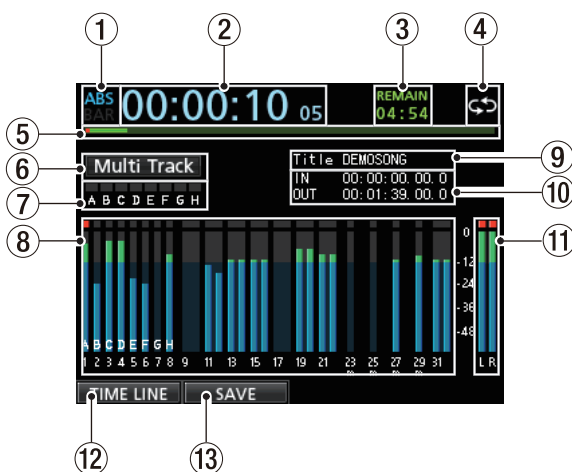 1 2 3 4
ABS 00:00:10 05 REMAIN
BAR 04:54
5
6 Multi Track Title DEMOSONG 9
IN 00:00:00.00.0
7 A B C D E F G H OUT 00:01:39.00.0 10
8 0 11
-12
-24
-36
-48
A B C D E F G H
1 2 3 4 5 6 7 8 9 11 13 15 17 19 21 23 25 27 29 31 L R
TIME LINE SAVE
12 13